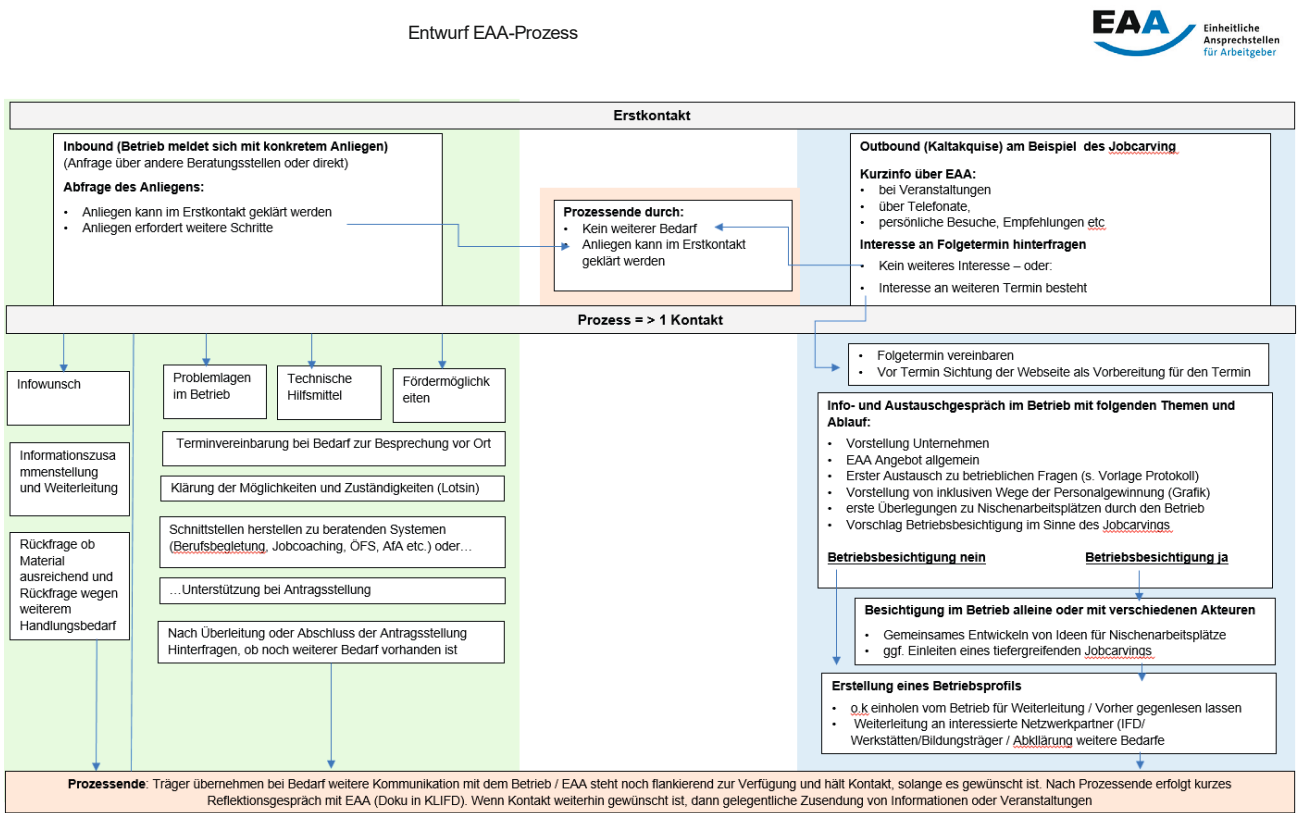 Entwurf EAA-Prozess
EAA
Einheitliche
Ansprechstellen
für Arbeitgeber
Erstkontakt
Inbound (Betrieb meldet sich mit konkretem Anliegen)
(Anfrage über andere Beratungsstellen oder direkt)
Abfrage des Anliegens:
• Anliegen kann im Erstkontakt geklärt werden
• Anliegen erfordert weitere Schritte
Prozessende durch:
• Kein weiterer Bedarf
• Anliegen kann im Erstkontakt
geklärt werden
Outbound (Kaltakquise) am Beispiel des Jobcarving
Kurzinfo über EAA:
• bei Veranstaltungen
• über Telefonate,
• persönliche Besuche, Empfehlungen etc
Interesse an Folgetermin hinterfragen
• Kein weiteres Interesse – oder:
• Interesse an weiteren Termin besteht
Prozess = > 1 Kontakt
Infowunsch
Informationszusa
mmenstellung
und Weiterleitung
Rückfrage ob
Material
ausreichend und
Rückfrage wegen
weiterem
Handlungsbedarf
Problemlagen
im Betrieb
Technische
Hilfsmittel
Fördermöglichk
eiten
Terminvereinbarung bei Bedarf zur Besprechung vor Ort
Klärung der Möglichkeiten und Zuständigkeiten (Lotsin)
Schnittstellen herstellen zu beratenden Systemen
(Berufsbegletung, Jobcoaching, ÖFS, AfA etc.) oder…
…Unterstützung bei Antragsstellung
Nach Überleitung oder Abschluss der Antragsstellung
Hinterfragen, ob noch weiterer Bedarf vorhanden ist
• Folgetermin vereinbaren
• Vor Termin Sichtung der Webseite als Vorbereitung für den Termin
Info- und Austauschgespräch im Betrieb mit folgenden Themen und
Ablauf:
• Vorstellung Unternehmen
• EAA Angebot allgemein
• Erster Austausch zu betrieblichen Fragen (s. Vorlage Protokoll)
• Vorstellung von inklusiven Wege der Personalgewinnung (Grafik)
• erste Überlegungen zu Nischenarbeitsplätzen durch den Betrieb
• Vorschlag Betriebsbesichtigung im Sinne des Jobcarvings
Betriebsbesichtigung nein Betriebsbesichtigung ja
Besichtigung im Betrieb alleine oder mit verschiedenen Akteuren
• Gemeinsames Entwickeln von Ideen für Nischenarbeitsplätze
• ggf. Einleiten eines tiefergreifenden Jobcarvings
Erstellung eines Betriebsprofils
• o.k einholen vom Betrieb für Weiterleitung / Vorher gegenlesen lassen
• Weiterleitung an interessierte Netzwerkpartner (IFD/
Werkstätten/Bildungsträger / Abkllärung weitere Bedarfe
Prozessende: Träger übernehmen bei Bedarf weitere Kommunikation mit dem Betrieb / EAA steht noch flankierend zur Verfügung und hält Kontakt, solange es gewünscht ist. Nach Prozessende erfolgt kurzes
Reflektionsgespräch mit EAA (Doku in KLIFD). Wenn Kontakt weiterhin gewünscht ist, dann gelegentliche Zusendung von Informationen oder Veranstaltungen